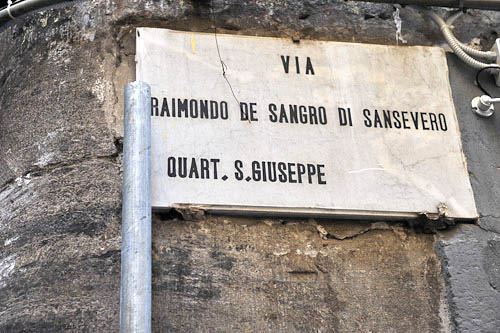 VIA
RAIMONDO DE SANGRO DI SANSEVERO
QUART. S.GIUSEPPE